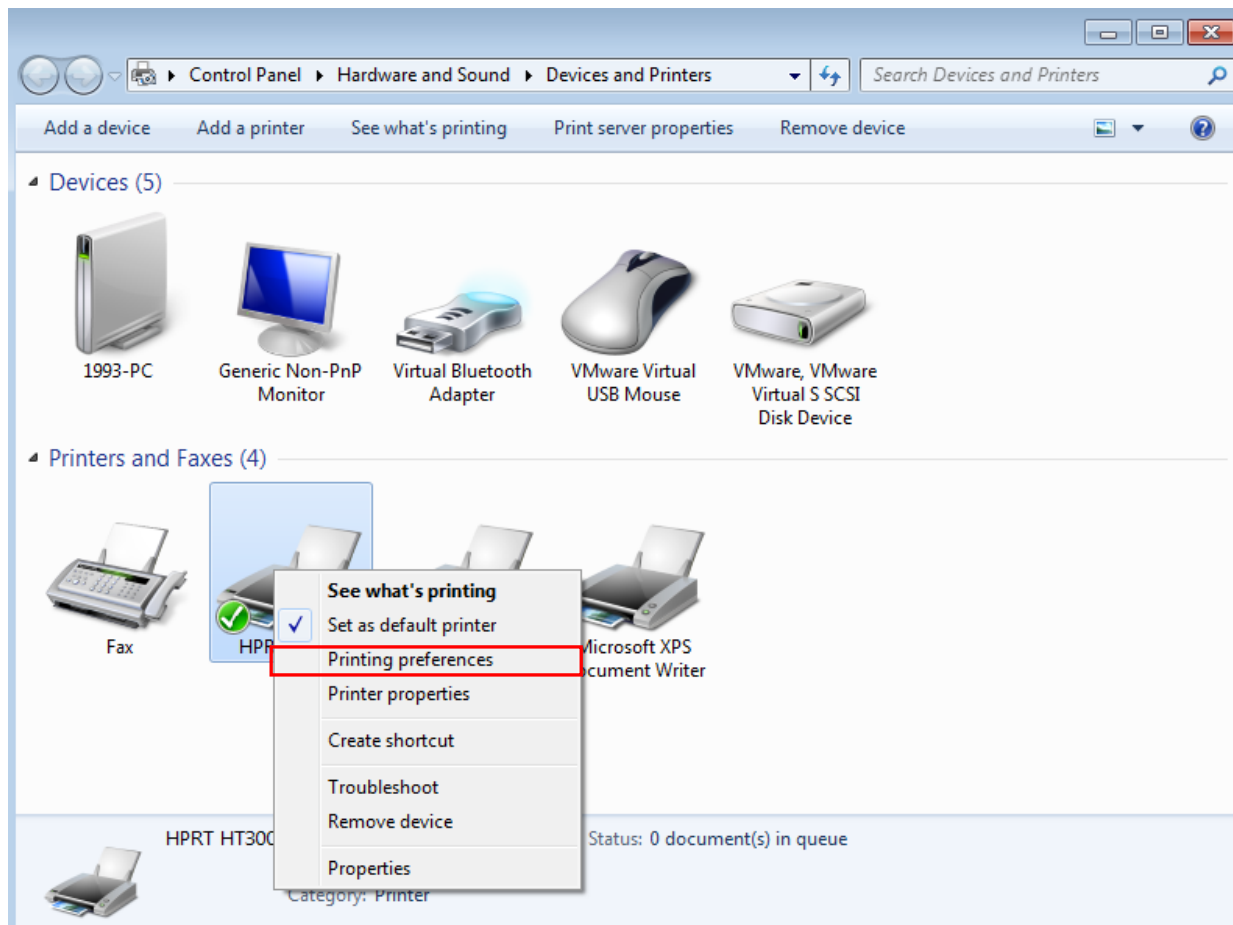 Control Panel Hardware and Sound Devices and Printers
Search Devices and Printers
Add a device Add a printer See what's printing Print server properties Remove device
Devices (5)
1993-PC
Generic Non-PnP
Monitor
Virtual Bluetooth
Adapter
VMware Virtual
USB Mouse
VMware, VMware
Virtual S SCSI
Disk Device
Printers and Faxes (4)
Fax
HPR
Microsoft XPS
Document Writer
See what's printing
Set as default printer
Printing preferences
Printer properties
Create shortcut
Troubleshoot
Remove device
Properties
HPRT HT300
Status: 0 document(s) in queue
Category: Printer